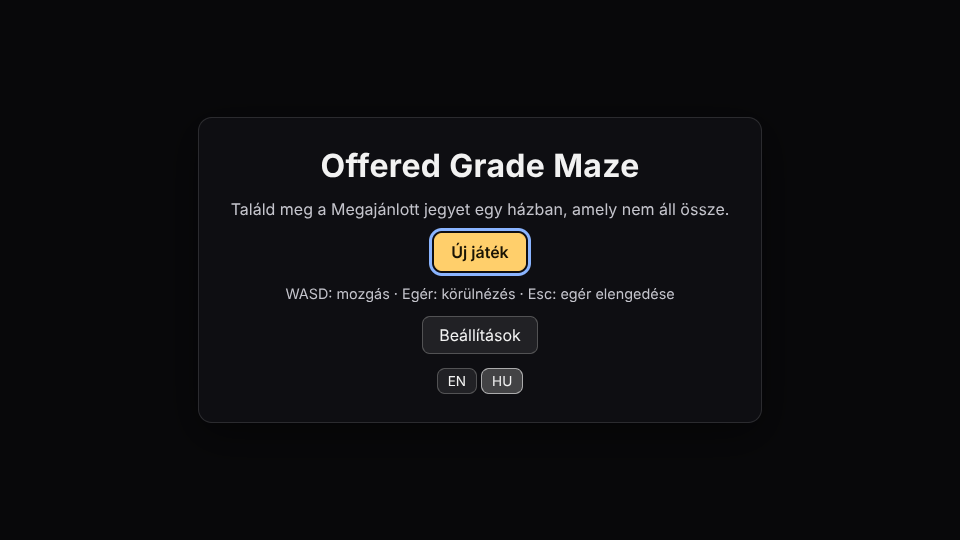 Offered Grade Maze
Találd meg a Megajánlott jegyet egy házban, amely nem áll össze.
Új játék
WASD: mozgás · Egér: körülnézés · Esc: egér elengedése
Beállítások
EN HU